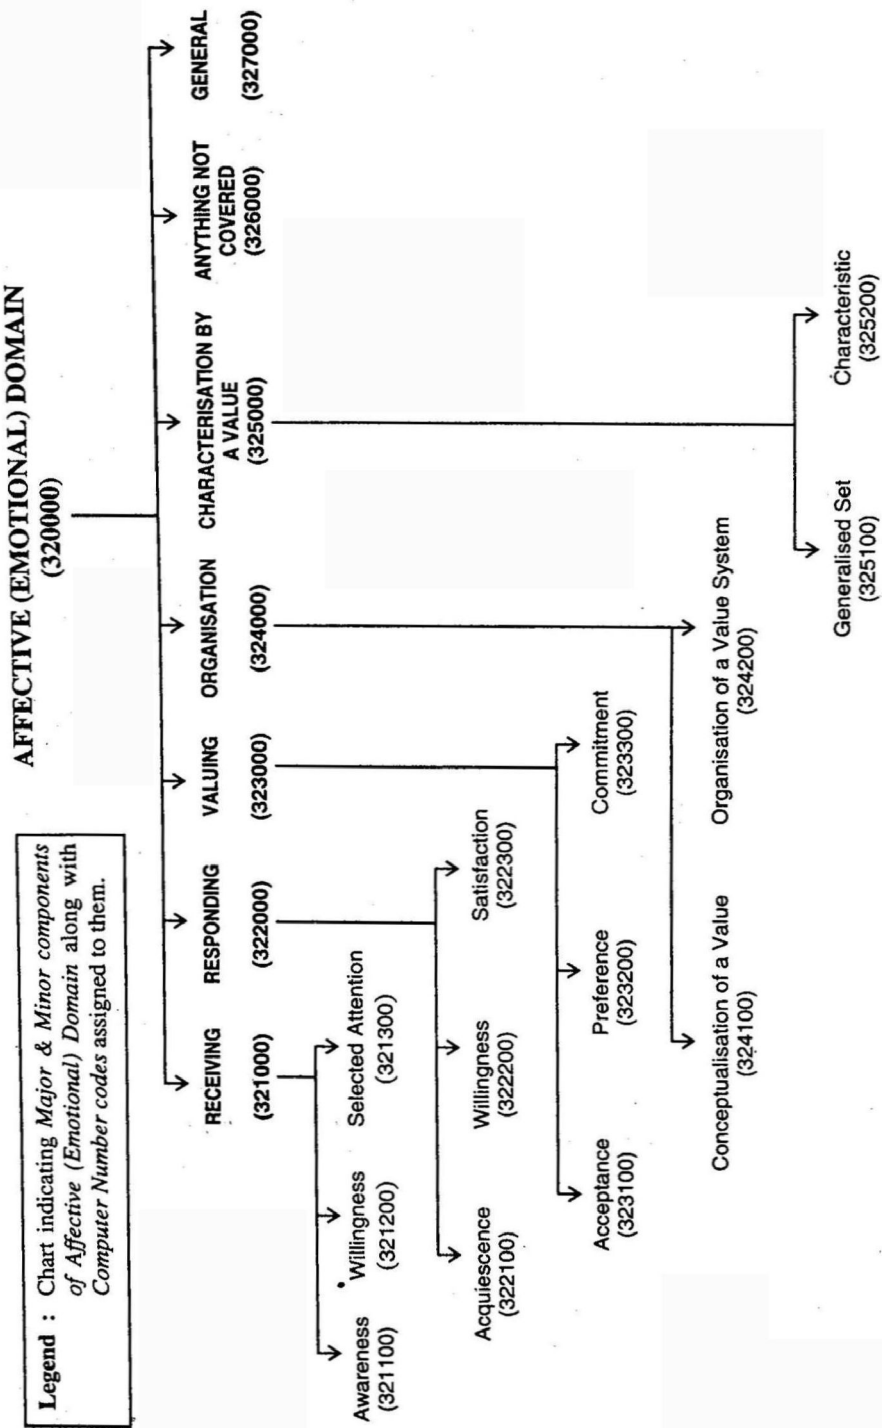 AFFECTIVE (EMOTIONAL) DOMAIN
(320000)
Legend : Chart indicating Major & Minor components
of Affective (Emotional) Domain along with
Computer Number codes assigned to them.
RECEIVING
(321000)
RESPONDING
(322000)
VALUING
(323000)
ORGANISATION
(324000)
CHARACTERISATION BY
A VALUE
(325000)
ANYTHING NOT
COVERED
(326000)
GENERAL
(327000)
Awareness
(321100)
Willingness
(321200)
Selected Attention
(321300)
Acquiescence
(322100)
Willingness
(322200)
Satisfaction
(322300)
Acceptance
(323100)
Preference
(323200)
Commitment
(323300)
Conceptualisation of a Value
(324100)
Organisation of a Value System
(324200)
Generalised Set
(325100)
Characteristic
(325200)